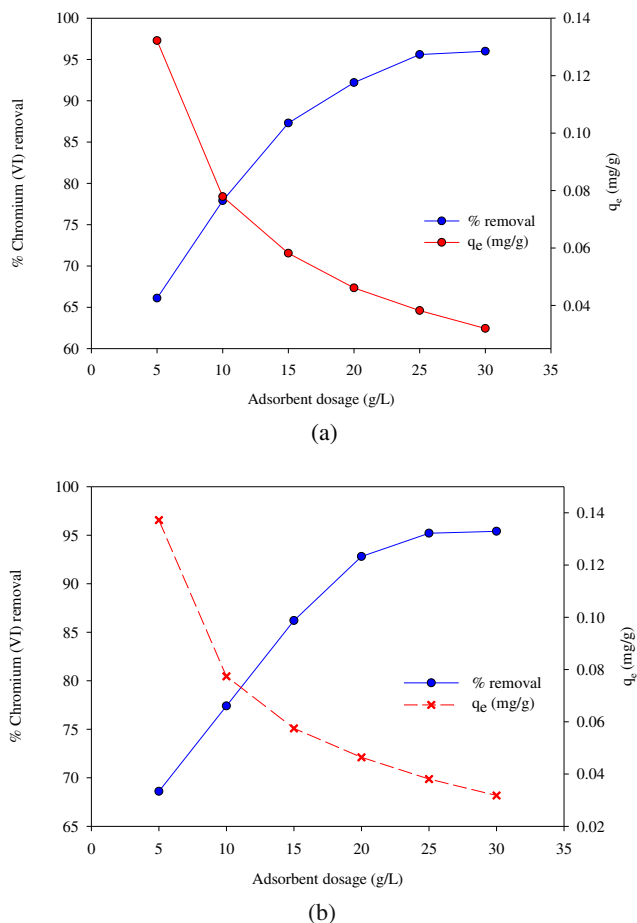 100
95
90
85
80
75
70
65
60
% Chromium (VI) removal
0.14
0.12
0.10
0.08
0.06
0.04
qe (mg/g)
% removal
qe (mg/g)
0 5 10 15 20 25 30 35
Adsorbent dosage (g/L)
(a)
100
95
90
85
80
75
70
65
% Chromium (VI) removal
0.14
0.12
0.10
0.08
0.06
0.04
0.02
qe (mg/g)
% removal
qe (mg/g)
0 5 10 15 20 25 30 35
Adsorbent dosage (g/L)
(b)